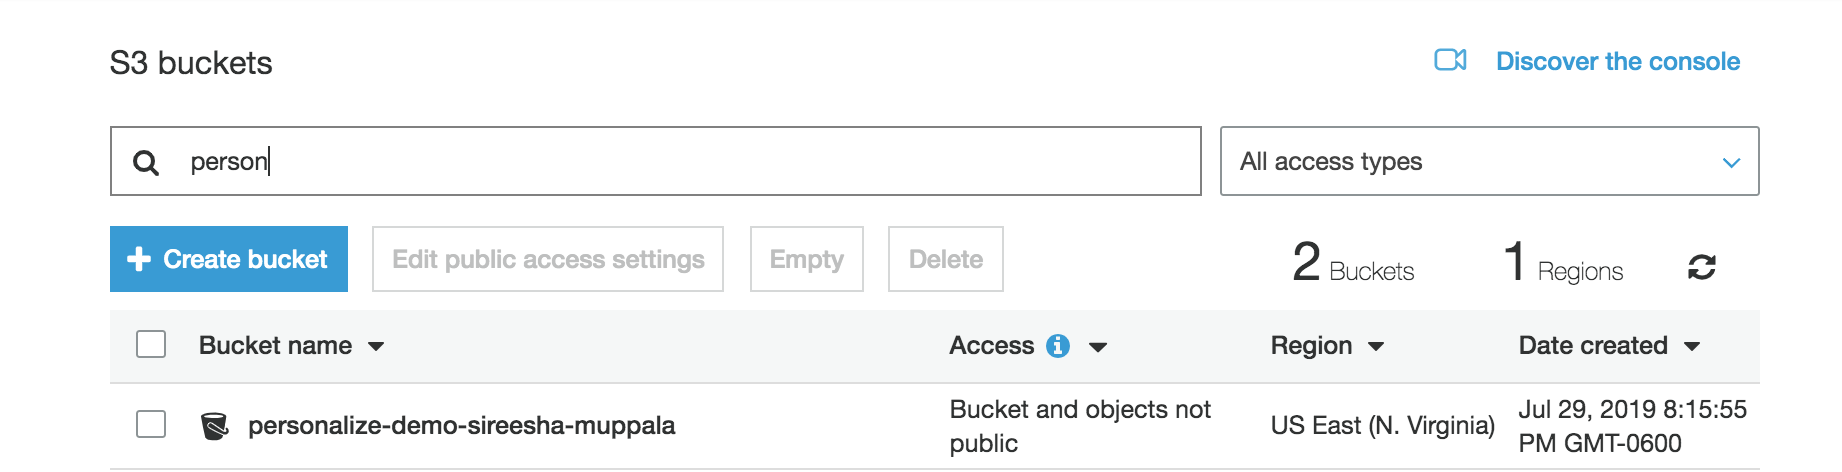 S3 buckets
Discover the console
person
All access types
Create bucket
Edit public access settings
Empty
Delete
2 Buckets
1 Regions
Bucket name
Access
Region
Date created
personalize-demo-sireesha-muppala
Bucket and objects not
public
US East (N. Virginia)
Jul 29, 2019 8:15:55
PM GMT-0600